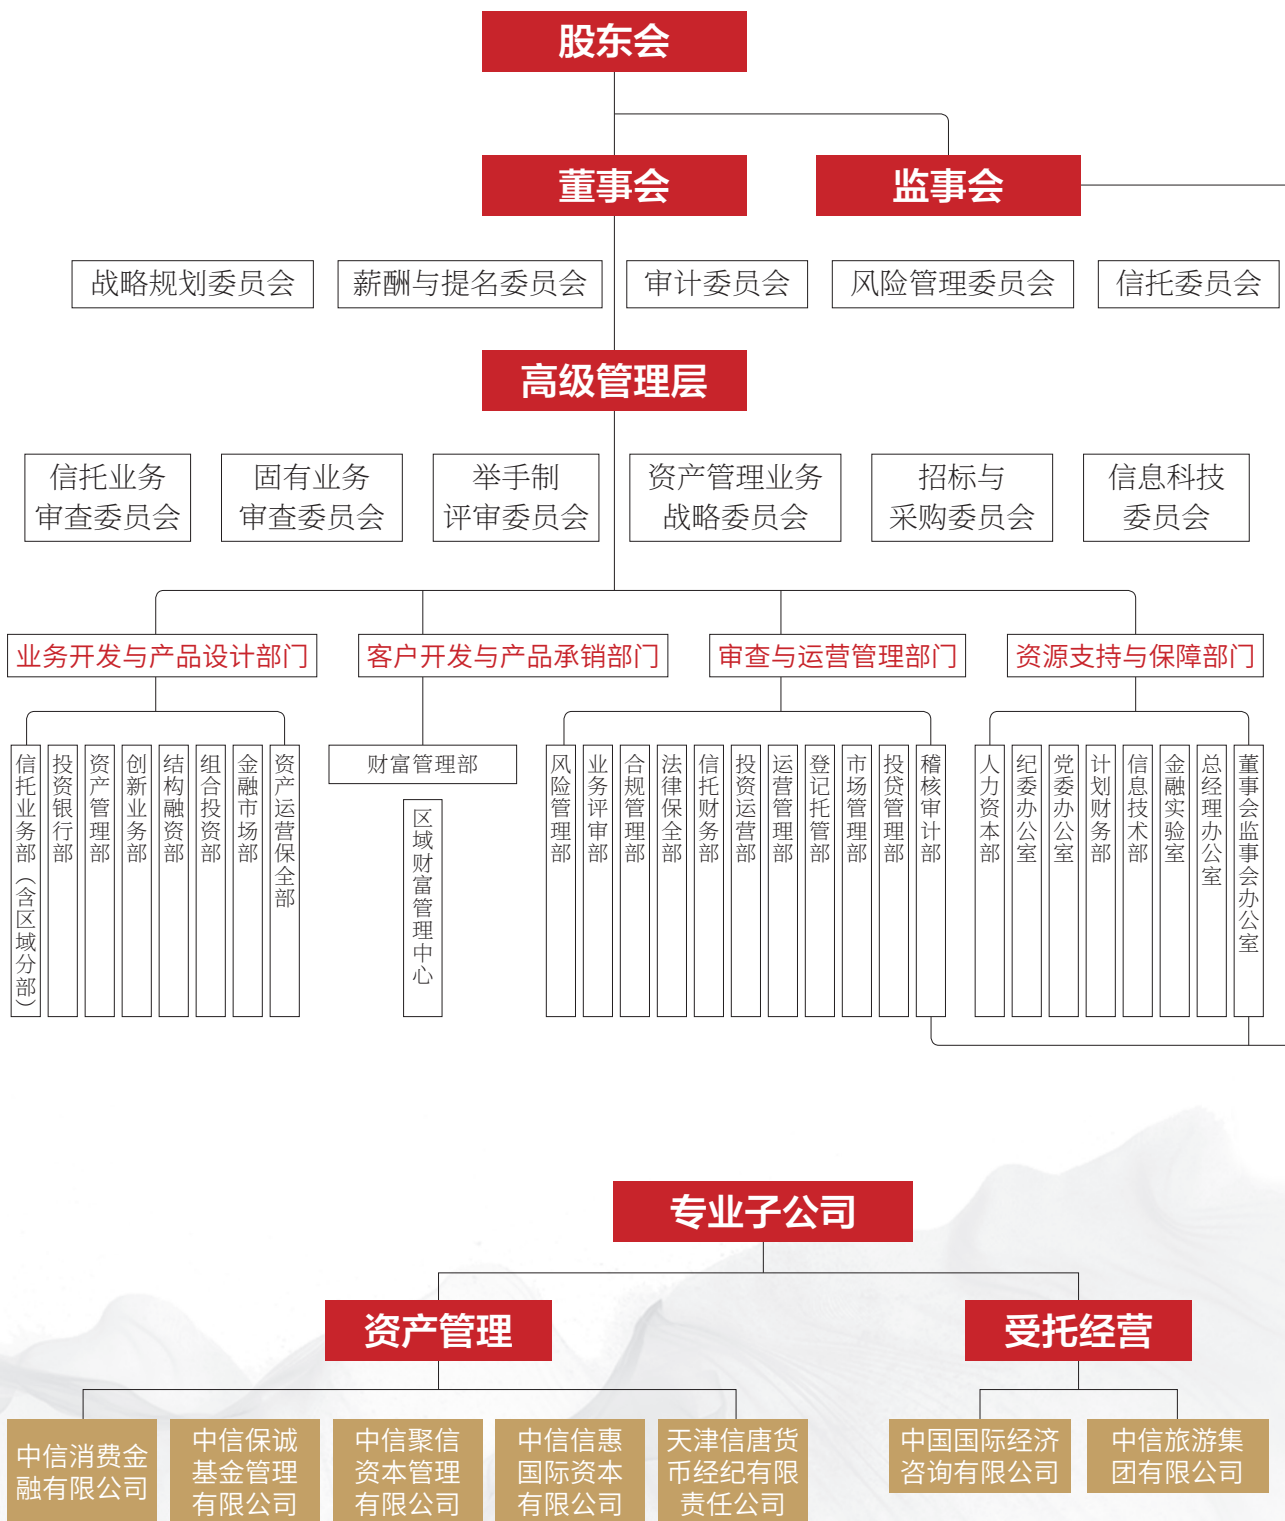 股东会
董事会
监事会
战略规划委员会
薪酬与提名委员会
审计委员会
风险管理委员会
信托委员会
高级管理层
信托业务
审查委员会
固有业务
审查委员会
举手制
评审委员会
资产管理业务
战略委员会
招标与
采购委员会
信息科技
委员会
业务开发与产品设计部门
客户开发与产品承销部门
审查与运营管理部门
资源支持与保障部门
信托业务部（含区域分部）
投资银行部
资产管理部
创新业务部
结构融资部
组合投资部
金融市场部
资产运营保全部
财富管理部
区域财富管理中心
风险管理部
业务评审部
合规管理部
法律保全部
信托财务部
投资运营部
运营管理部
登记托管部
市场管理部
投贷管理部
稽核审计部
人力资本部
纪委办公室
党委办公室
计划财务部
信息技术部
金融实验室
总经理办公室
董事会监事会办公室
专业子公司
资产管理
受托经营
中信消费金
融有限公司
中信保诚
基金管理
有限公司
中信聚信
资本管理
有限公司
中信信惠
国际资本
有限公司
天津信唐货
币经纪有限
责任公司
中国国际经济
咨询有限公司
中信旅游集
团有限公司